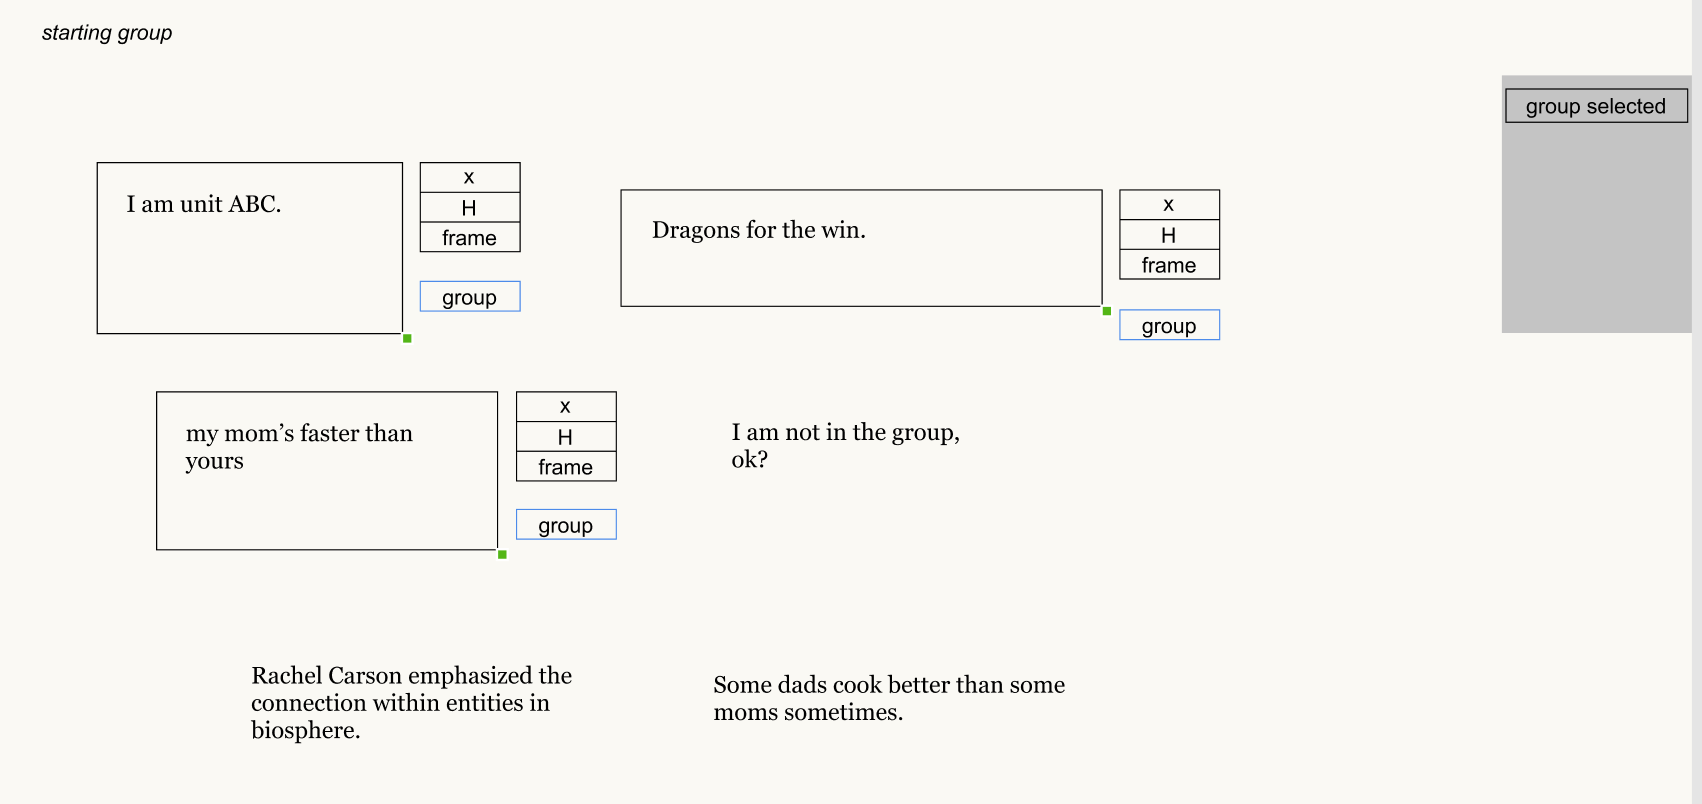 starting group
group selected
I am unit ABC.
x
H
frame
group
Dragons for the win.
x
H
frame
group
my mom’s faster than
yours
x
H
frame
group
I am not in the group,
ok?
Rachel Carson emphasized the
connection within entities in
biosphere.
Some dads cook better than some
moms sometimes.